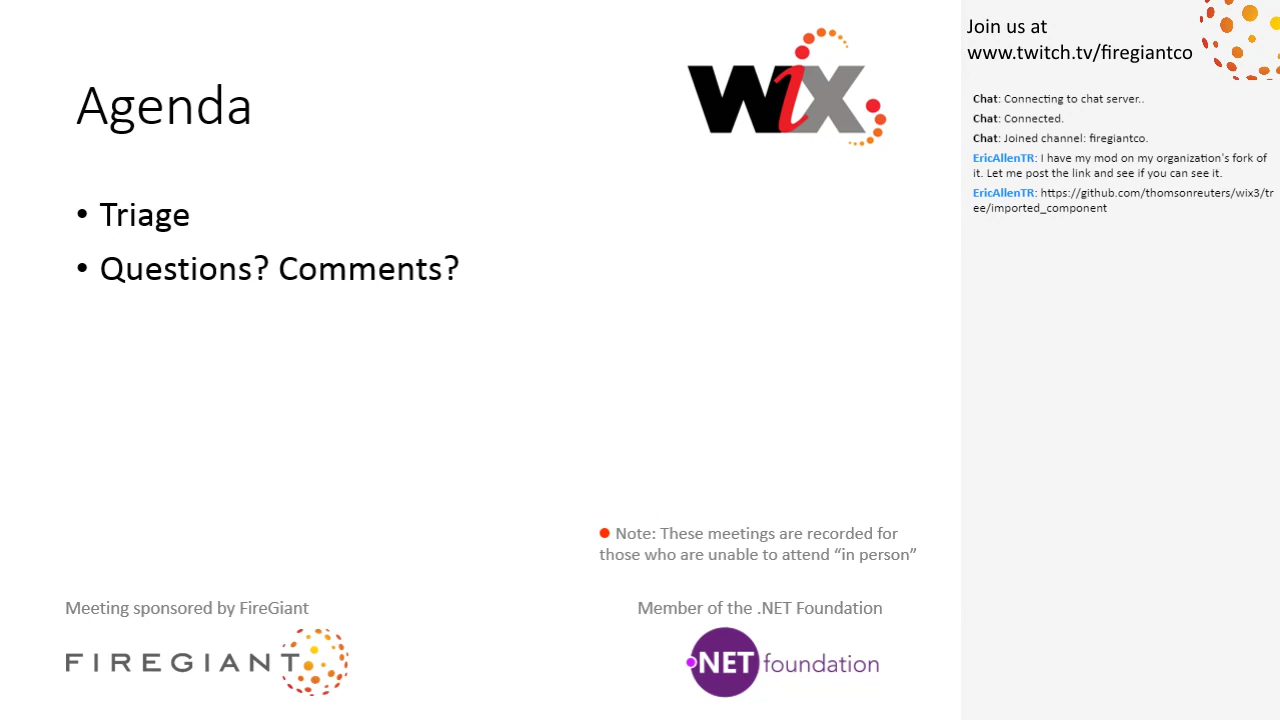 Agenda
WiX
• Triage
• Questions? Comments?
Note: These meetings are recorded for
those who are unable to attend “in person”
Meeting sponsored by FireGiant
FIREGIANT
Member of the .NET Foundation
.NET foundation
Join us at
www.twitch.tv/firegiantco
Chat: Connecting to chat server..
Chat: Connected.
Chat: Joined channel: firegiantco.
EricAllenTR: I have my mod on my organization's fork of
it. Let me post the link and see if you can see it.
EricAllenTR: https://github.com/thomsonreuters/wix3/tr
ee/imported_component